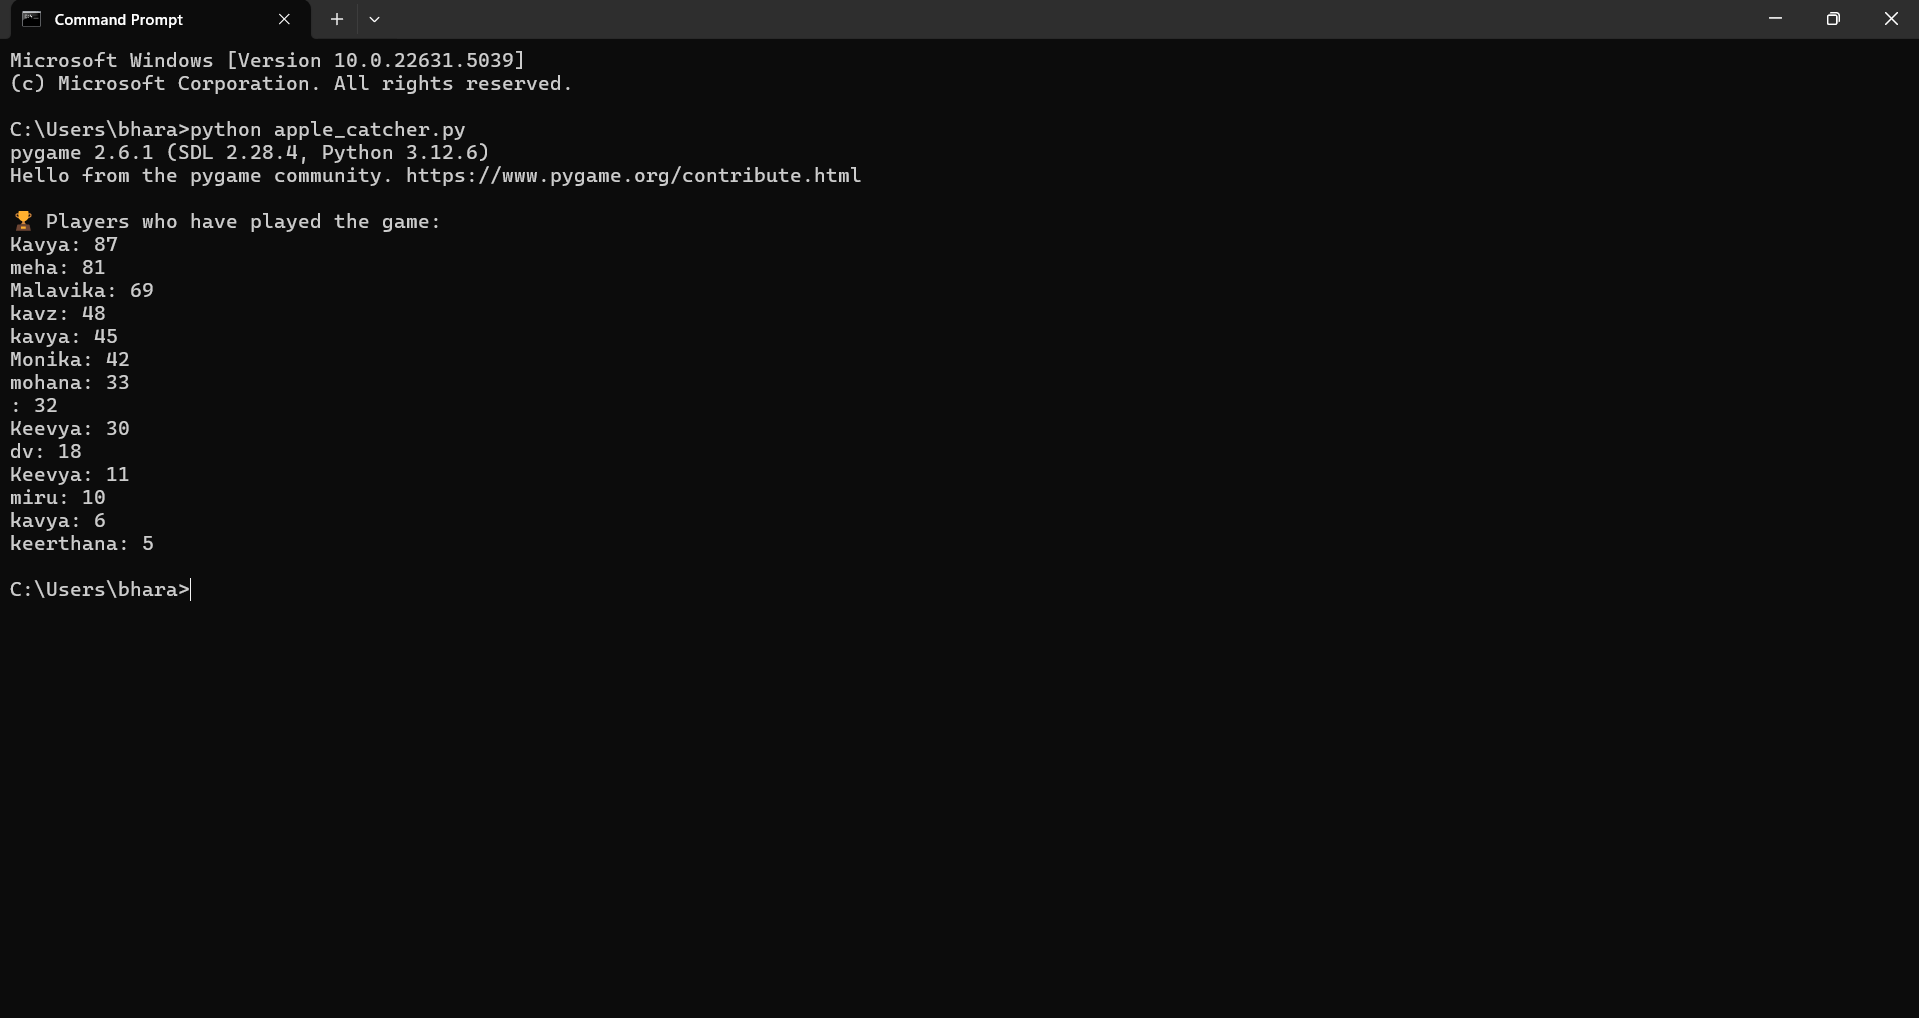 Command Prompt
Microsoft Windows [Version 10.0.22631.5039]
(c) Microsoft Corporation. All rights reserved.
C:\Users\bhara>python apple_catcher.py
pygame 2.6.1 (SDL 2.28.4, Python 3.12.6)
Hello from the pygame community. https://www.pygame.org/contribute.html
🏆 Players who have played the game:
Kavya: 87
meha: 81
Malavika: 69
kavz: 48
kavya: 45
Monika: 42
mohana: 33
: 32
Keevya: 30
dv: 18
Keevya: 11
miru: 10
kavya: 6
keerthana: 5
C:\Users\bhara>